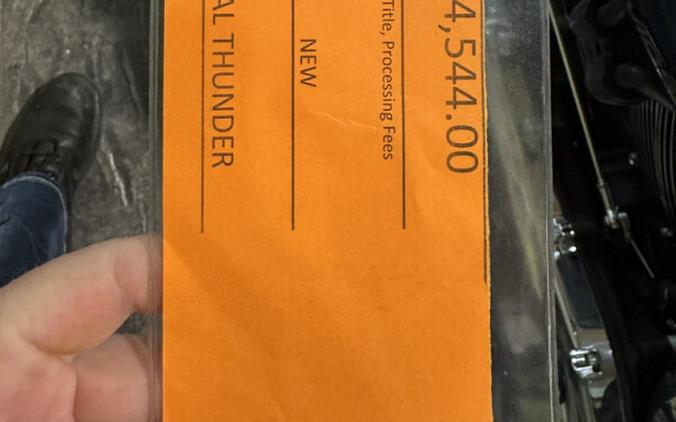 4,544.00
Title, Processing Fees
NEW
AL THUNDER